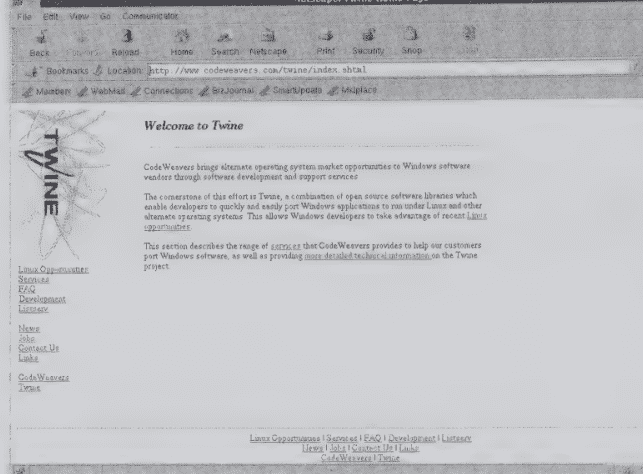 Netscape: Twine Home Page
File Edit View Go Communicator
Back Forward Reload Home Search Netscape Print Security Shop
Bookmarks Location: http://www.codeweavers.com/twine/index.shtml
Members WebMail Connections BizJournal SmartUpdate Mktplace
TWINE
Welcome to Twine
CodeWeavers brings alternate operating system market opportunities to Windows software
vendors through software development and support services
The cornerstone of this effort is Twine, a combination of open source software libraries which
enable developers to quickly and easily port Windows applications to run under Linux and other
alternate operating systems. This allows Windows developers to take advantage of recent Linux
opportunities.
This section describes the range of services that CodeWeavers provides to help our customers
port Windows software, as well as providing more detailed technical information on the Twine
project.
Linux Opportunities
Services
FAQ
Development
Listserv
News
Jobs
Contact Us
Links
CodeWeavers
Twine
Linux Opportunities | Services | FAQ | Development | Listserv
News | Jobs | Contact Us | Links
CodeWeavers | Twine